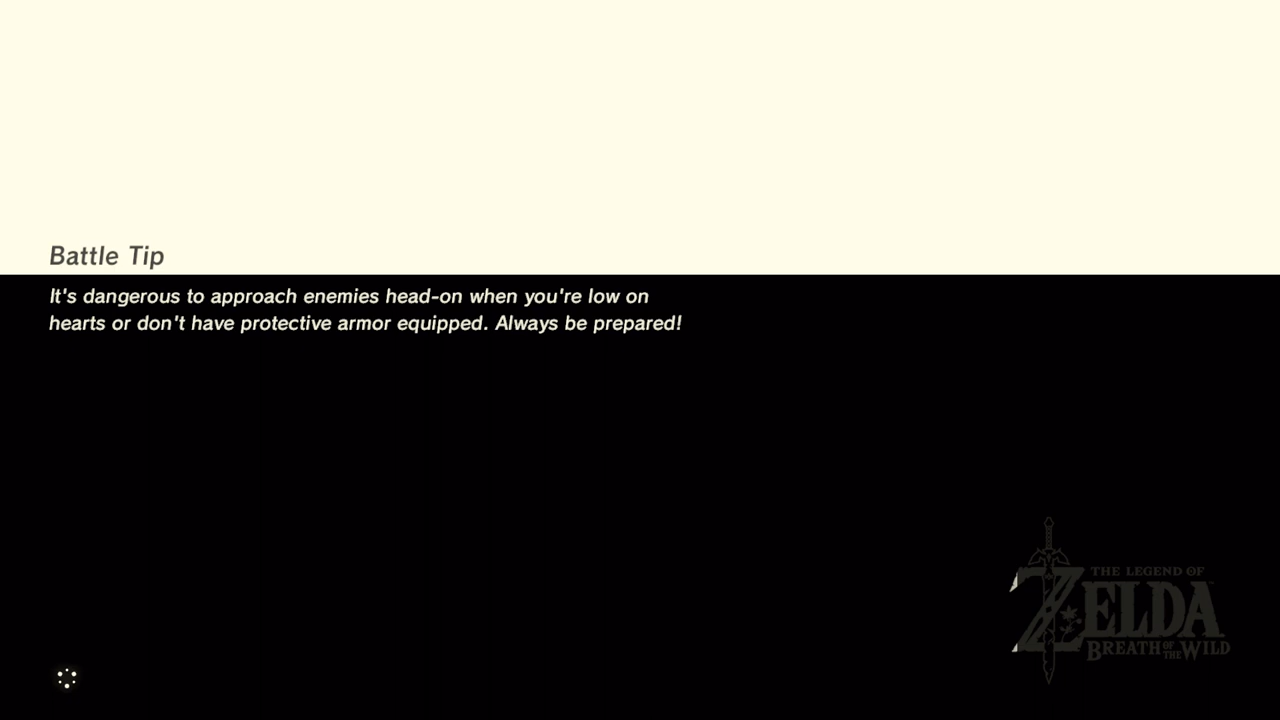 Battle Tip
It's dangerous to approach enemies head-on when you're low on
hearts or don't have protective armor equipped. Always be prepared!
THE LEGEND OF
ZELDA
BREATH OF THE WILD